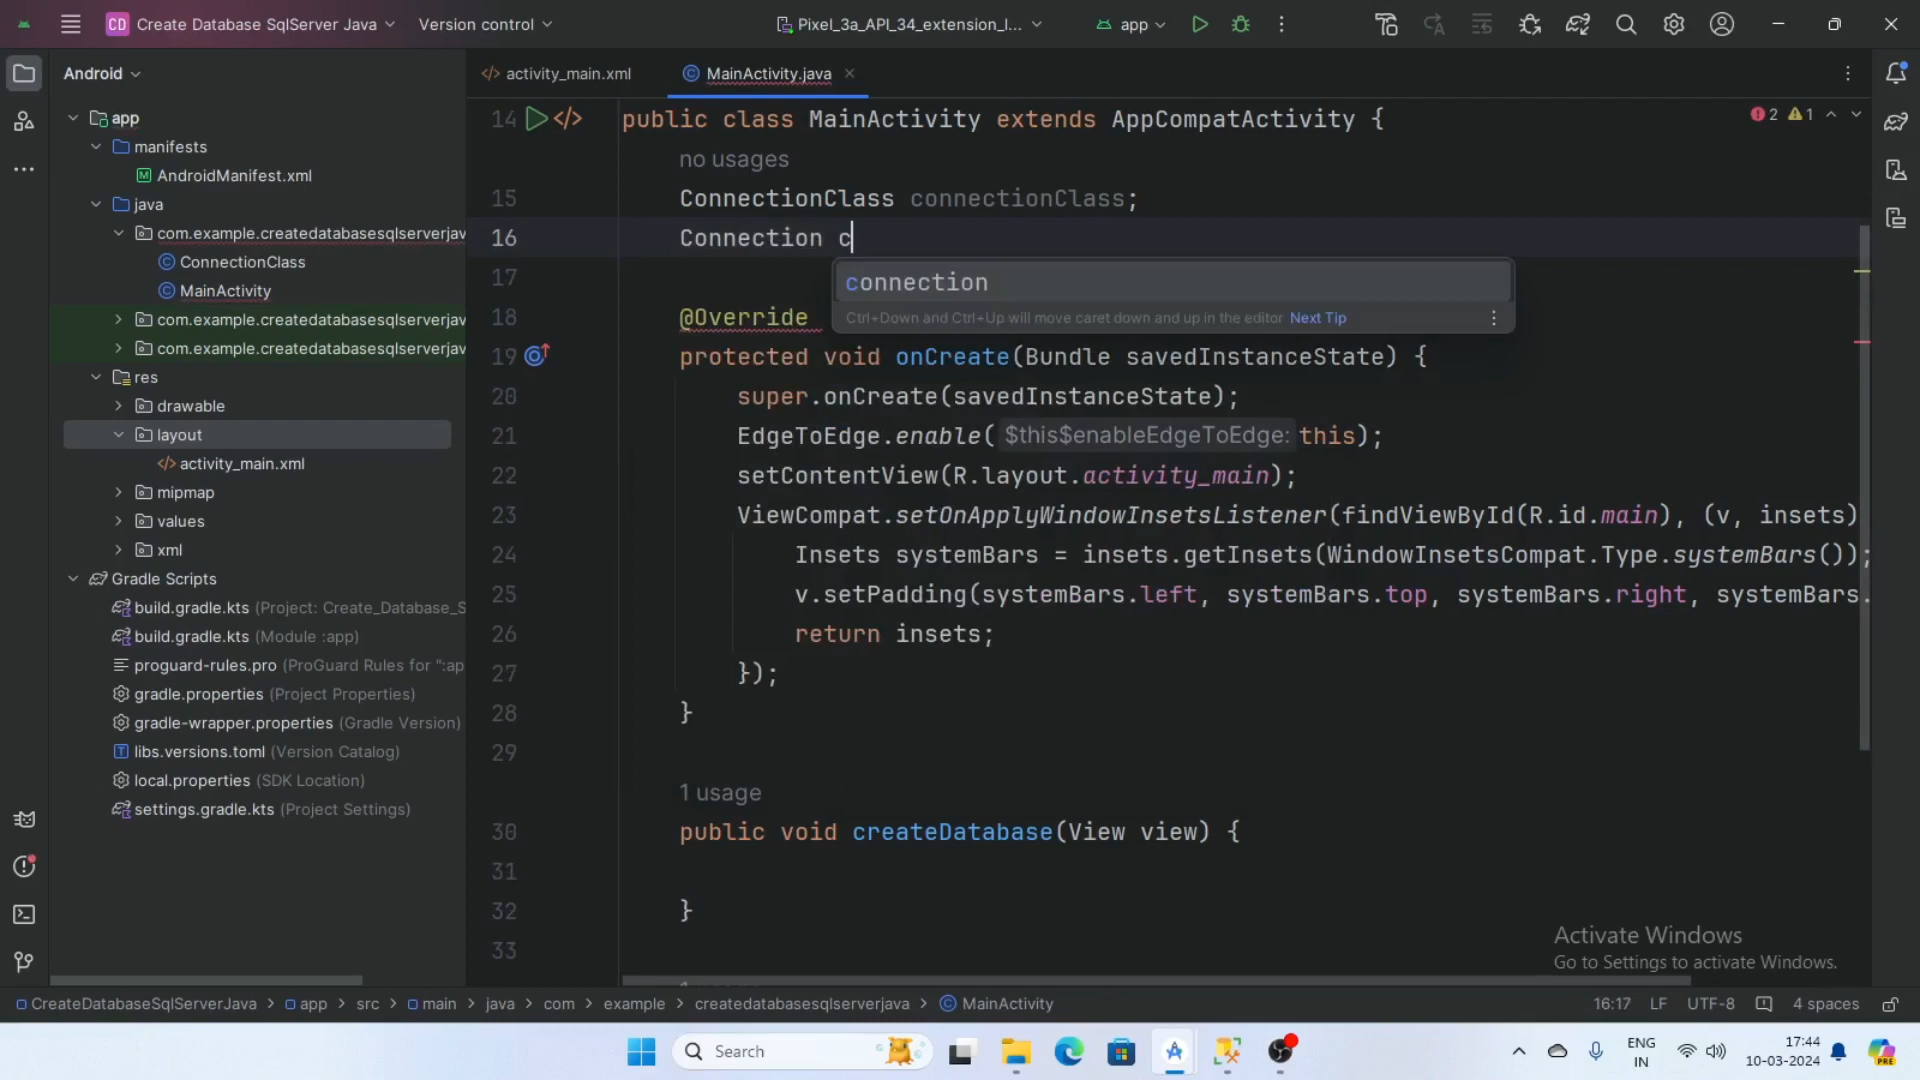 CD Create Database SqlServer Java Version control Pixel_3a_API_34_extension_l... app
Android
activity_main.xml MainActivity.java
app
manifests
AndroidManifest.xml
java
com.example.createdatabasesqlserverjav
ConnectionClass
MainActivity
com.example.createdatabasesqlserverjav
com.example.createdatabasesqlserverjav
res
drawable
layout
activity_main.xml
mipmap
values
xml
Gradle Scripts
build.gradle.kts (Project: Create_Database_S
build.gradle.kts (Module :app)
proguard-rules.pro (ProGuard Rules for ":ap
gradle.properties (Project Properties)
gradle-wrapper.properties (Gradle Version)
libs.versions.toml (Version Catalog)
local.properties (SDK Location)
settings.gradle.kts (Project Settings)
14 public class MainActivity extends AppCompatActivity { 2 1
no usages
15 ConnectionClass connectionClass;
16 Connection c
17
connection
Ctrl+Down and Ctrl+Up will move caret down and up in the editor Next Tip
18 @Override
19 protected void onCreate(Bundle savedInstanceState) {
20 super.onCreate(savedInstanceState);
21 EdgeToEdge.enable( $this$enableEdgeToEdge: this);
22 setContentView(R.layout.activity_main);
23 ViewCompat.setOnApplyWindowInsetsListener(findViewById(R.id.main), (v, insets)
24 Insets systemBars = insets.getInsets(WindowInsetsCompat.Type.systemBars());
25 v.setPadding(systemBars.left, systemBars.top, systemBars.right, systemBars.
26 return insets;
27 });
28 }
29
1 usage
30 public void createDatabase(View view) {
31
32 }
33
Activate Windows
Go to Settings to activate Windows.
CreateDatabaseSqlServerJava > app > src > main > java > com > example > createdatabasesqlserverjava > MainActivity 16:17 LF UTF-8 4 spaces
Search
ENG
IN
17:44
10-03-2024
PRE